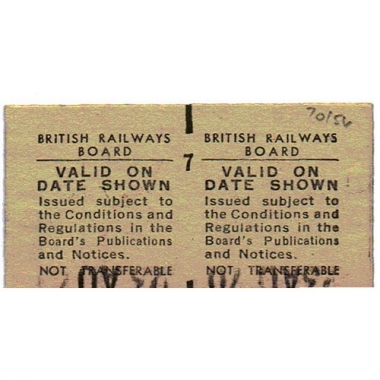 70/54
BRITISH RAILWAYS
BOARD
VALID ON
DATE SHOWN
Issued subject to
the Conditions and
Regulations in the
Board's Publications
and Notices.
NOT TRANSFERABLE
7
BRITISH RAILWAYS
BOARD
VALID ON
DATE SHOWN
Issued subject to
the Conditions and
Regulations in the
Board's Publications
and Notices.
NOT TRANSFERABLE